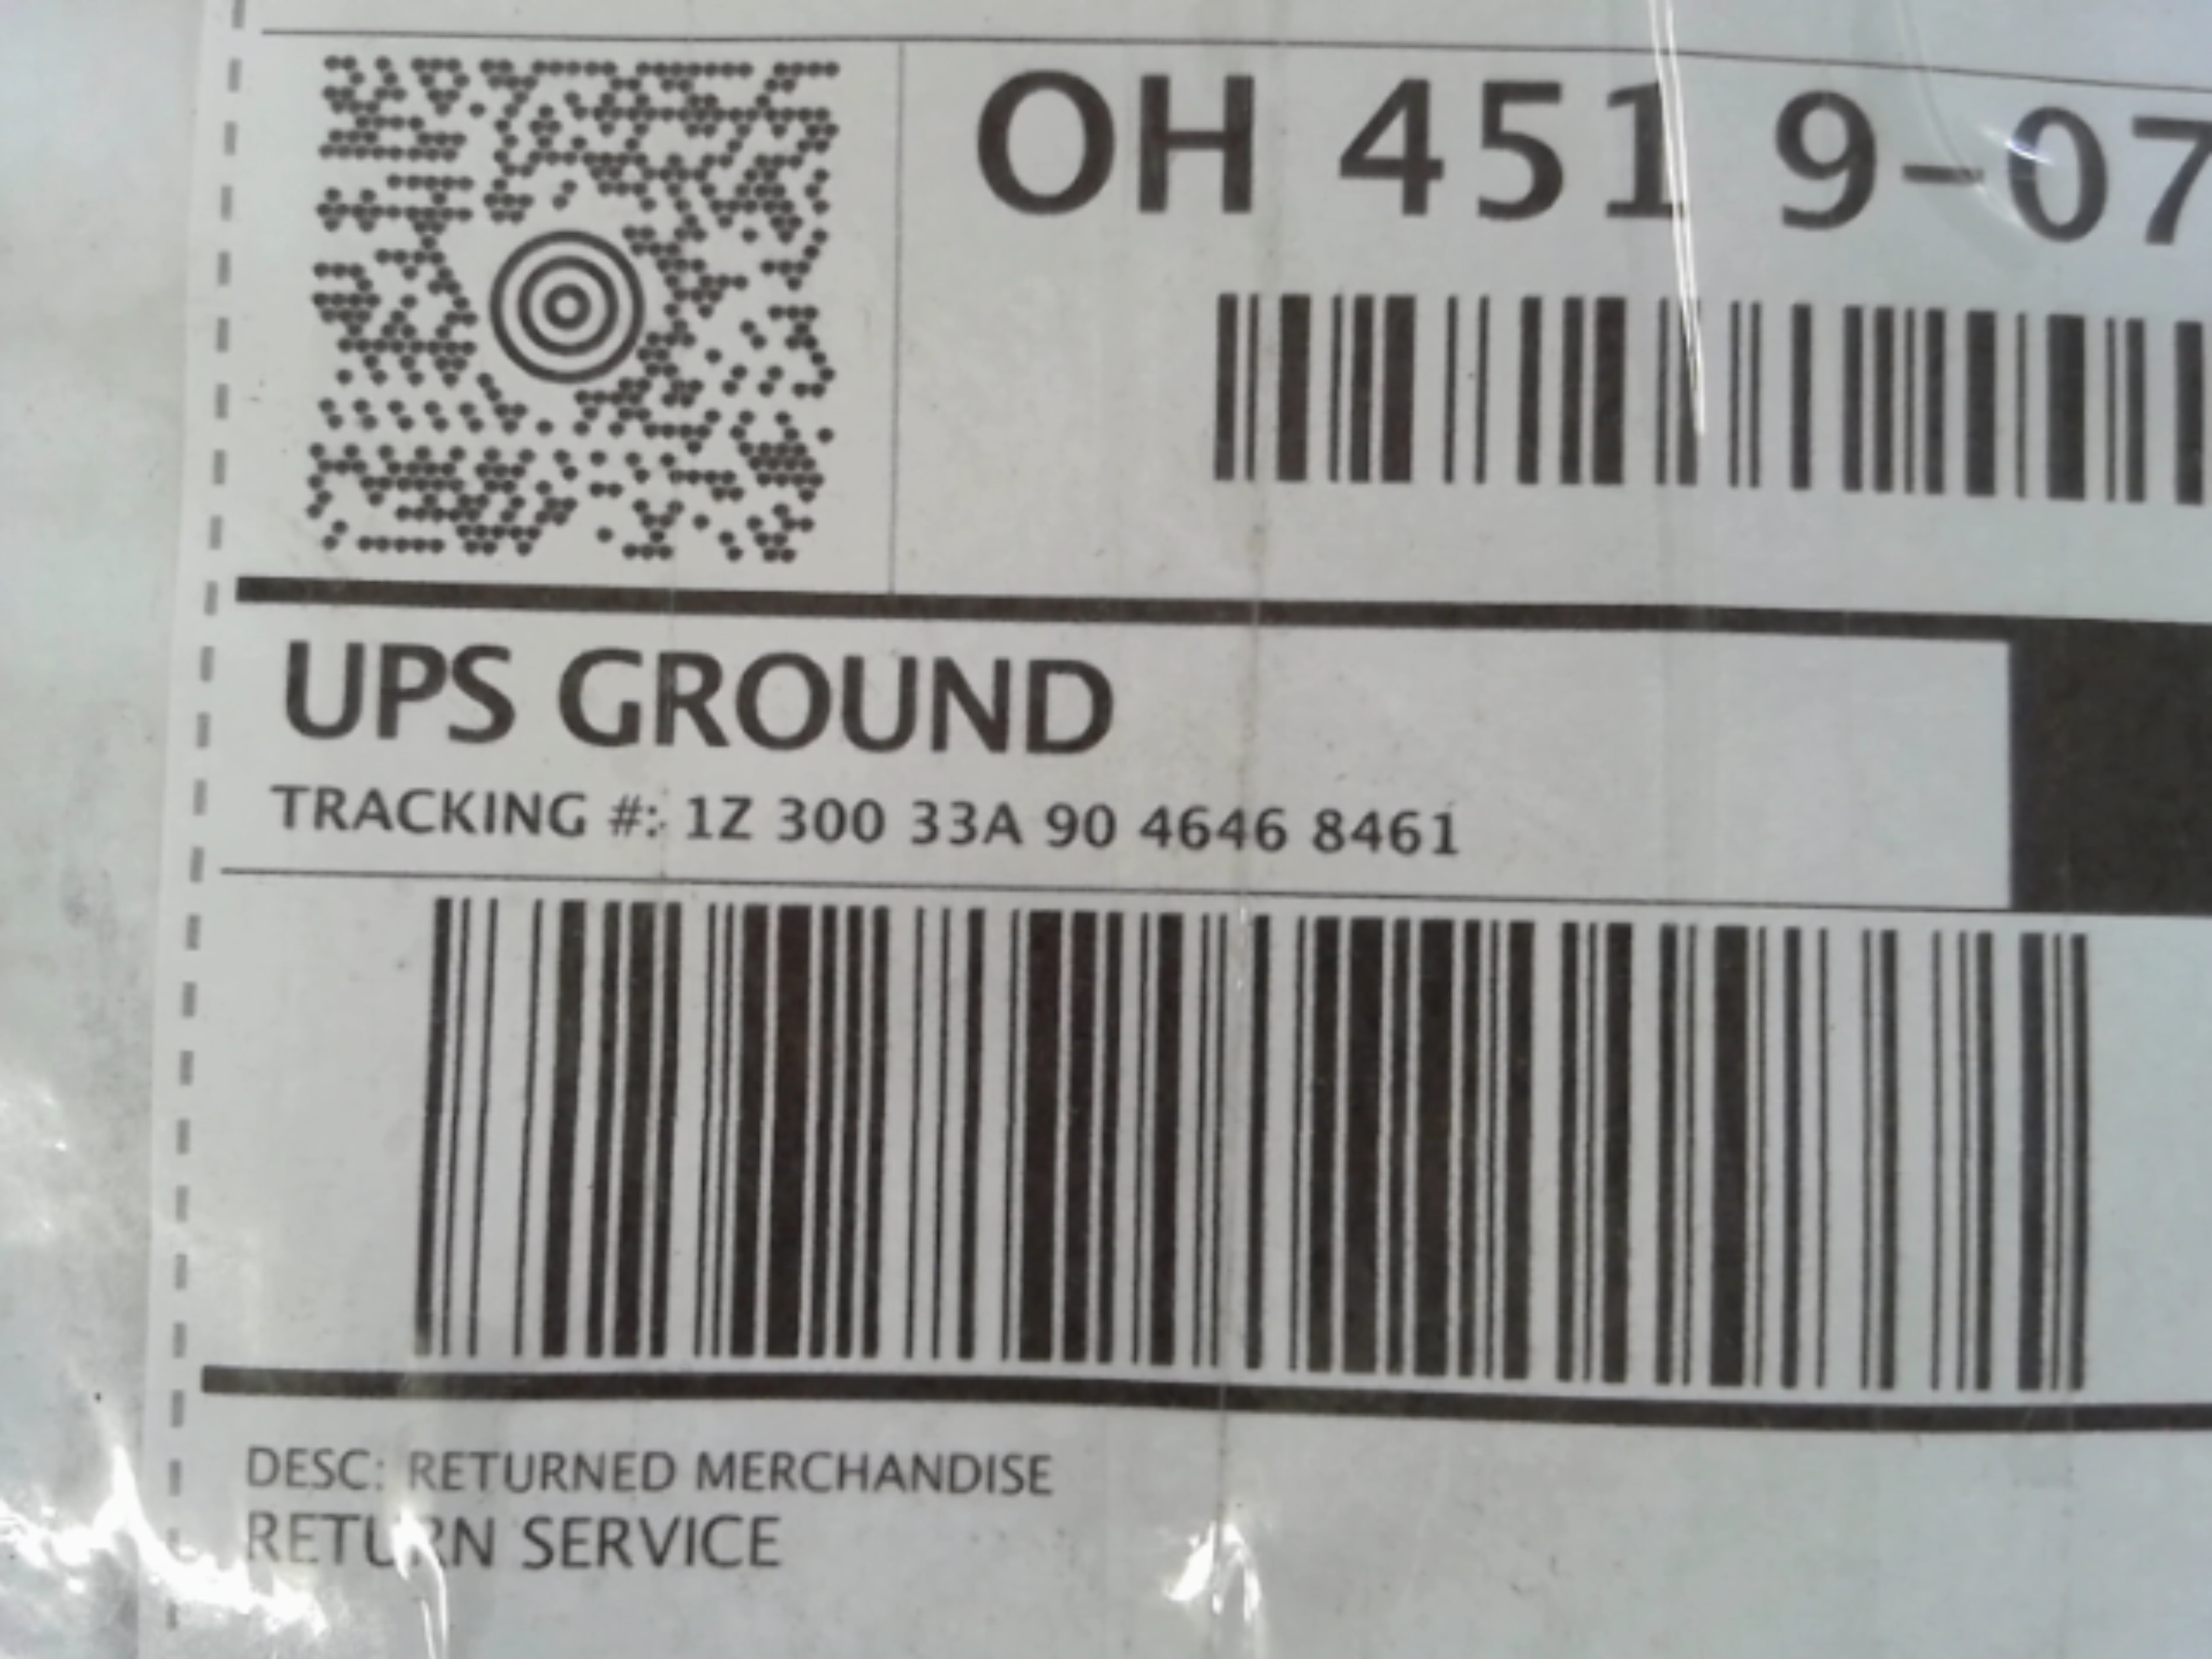 OH 451 9-07
UPS GROUND
TRACKING #: 1Z 300 33A 90 4646 8461
DESC: RETURNED MERCHANDISE
RETURN SERVICE